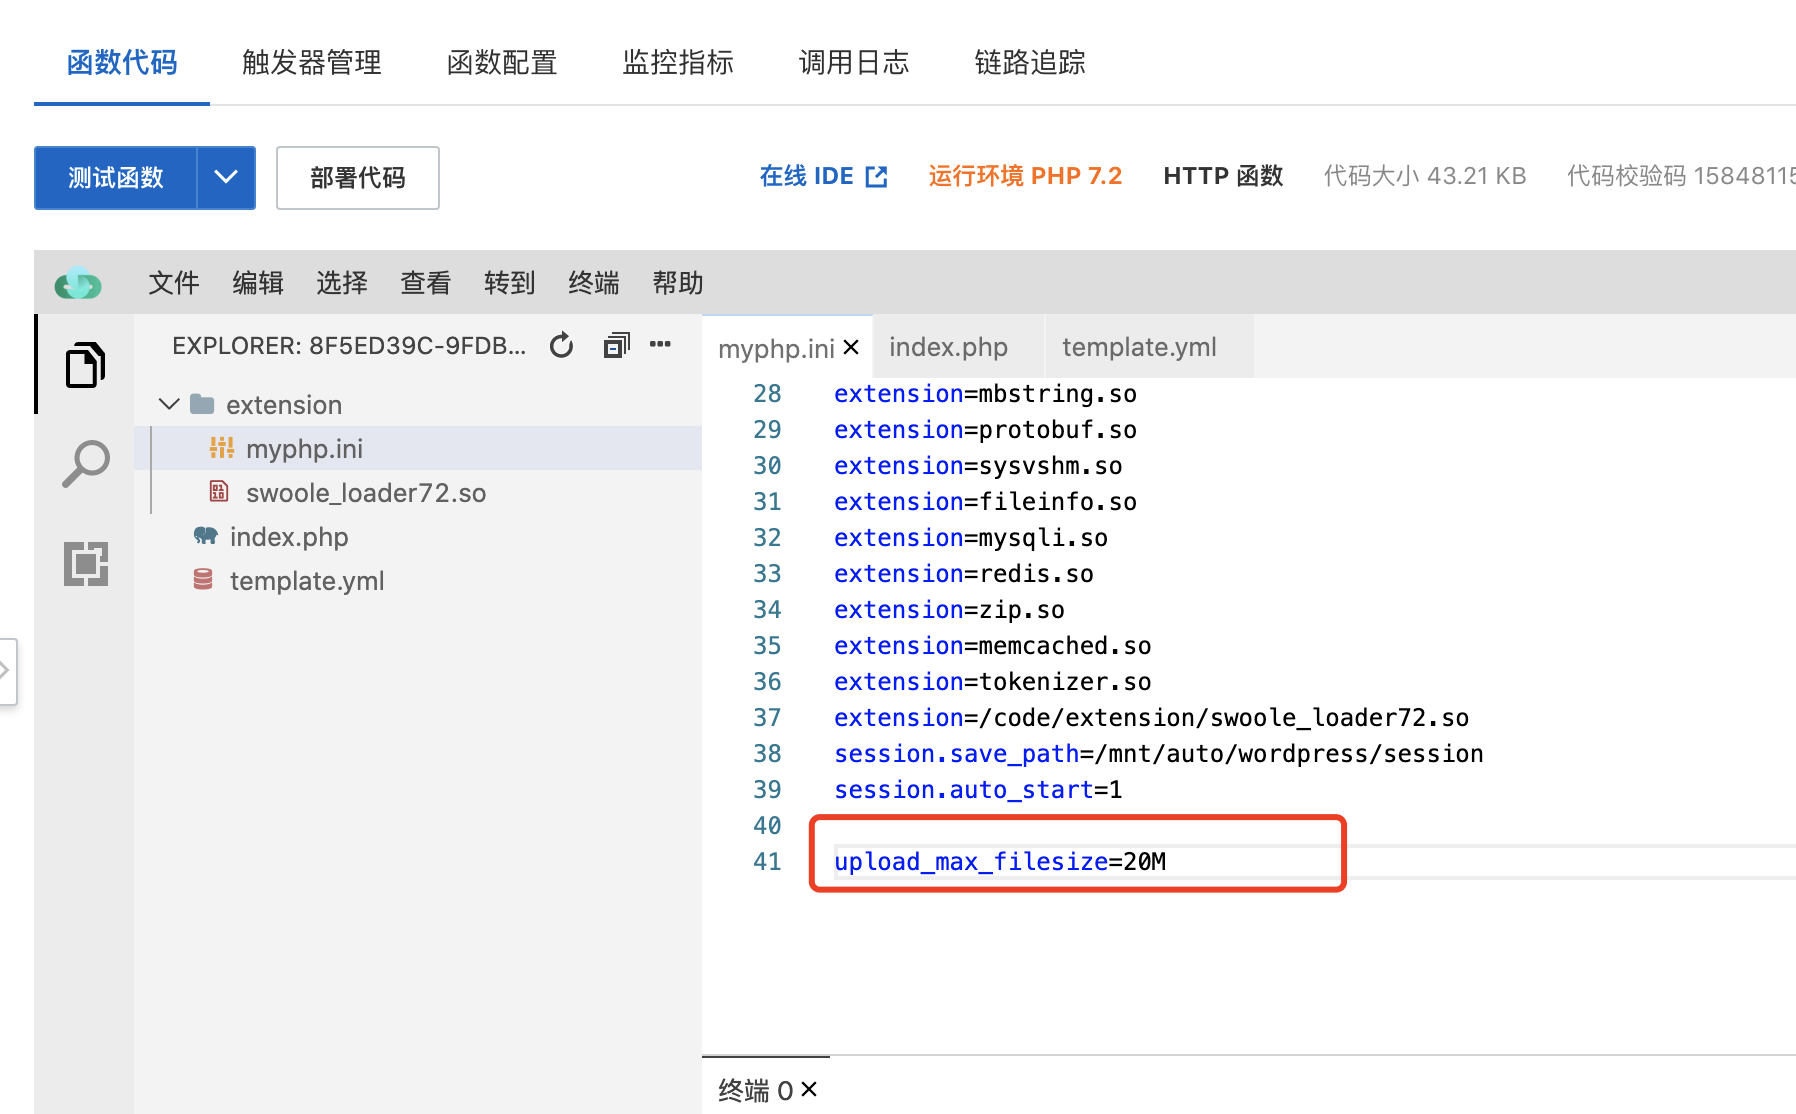 函数代码 触发器管理 函数配置 监控指标 调用日志 链路追踪
测试函数 部署代码 在线 IDE 运行环境 PHP 7.2 HTTP 函数 代码大小 43.21 KB 代码校验码 15848115
文件 编辑 选择 查看 转到 终端 帮助
EXPLORER: 8F5ED39C-9FDB...
extension
myphp.ini
swoole_loader72.so
index.php
template.yml
myphp.ini index.php template.yml
28 extension=mbstring.so
29 extension=protobuf.so
30 extension=sysvshm.so
31 extension=fileinfo.so
32 extension=mysqli.so
33 extension=redis.so
34 extension=zip.so
35 extension=memcached.so
36 extension=tokenizer.so
37 extension=/code/extension/swoole_loader72.so
38 session.save_path=/mnt/auto/wordpress/session
39 session.auto_start=1
40
41 upload_max_filesize=20M
终端 0